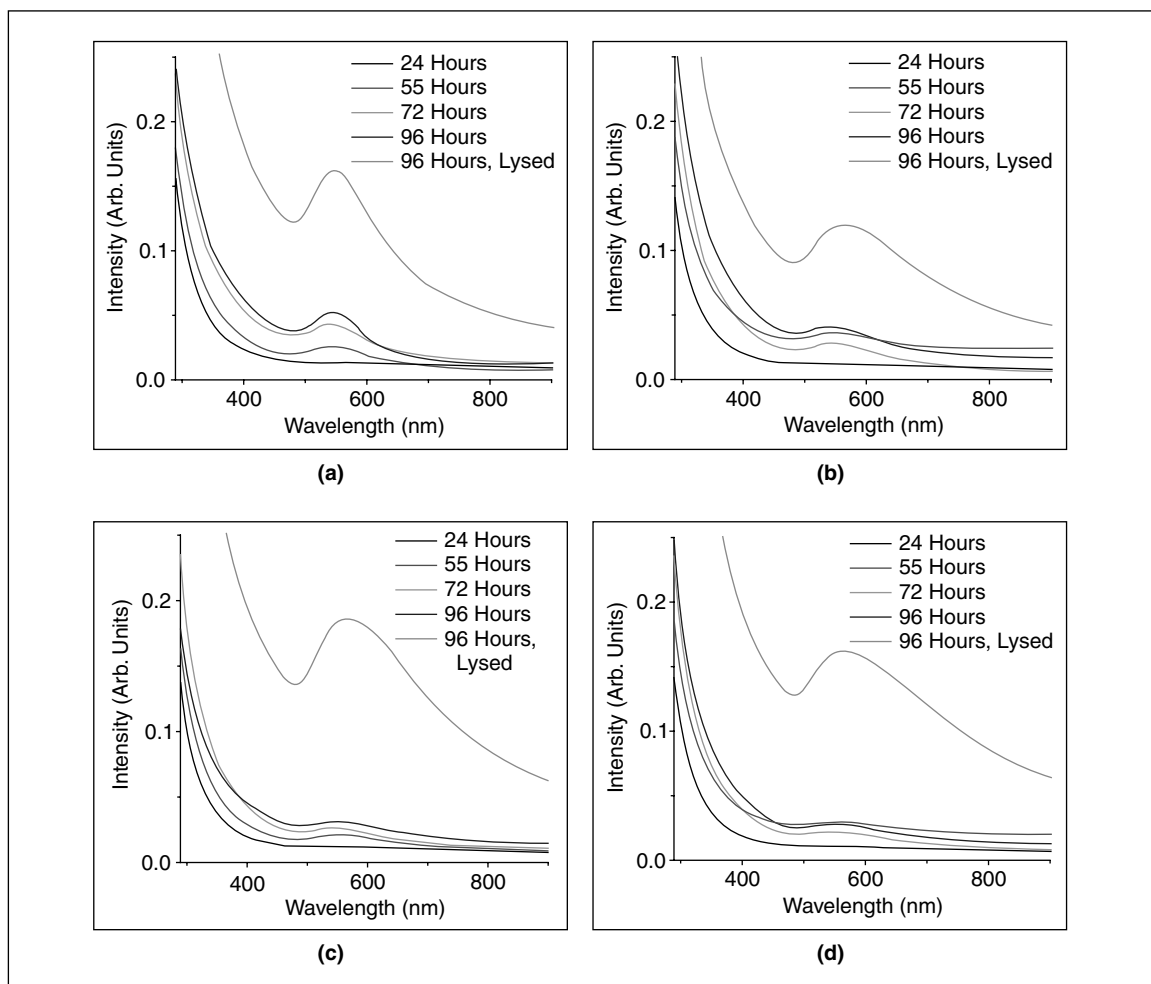 24 Hours
55 Hours
72 Hours
96 Hours
96 Hours, Lysed
0.2
0.1
0.0
400 600 800
Intensity (Arb. Units)
Wavelength (nm)
(a)
24 Hours
55 Hours
72 Hours
96 Hours
96 Hours, Lysed
0.2
0.1
0.0
400 600 800
Intensity (Arb. Units)
Wavelength (nm)
(b)
24 Hours
55 Hours
72 Hours
96 Hours
96 Hours,
Lysed
0.2
0.1
0.0
400 600 800
Intensity (Arb. Units)
Wavelength (nm)
(c)
24 Hours
55 Hours
72 Hours
96 Hours
96 Hours, Lysed
0.2
0.1
0.0
400 600 800
Intensity (Arb. Units)
Wavelength (nm)
(d)